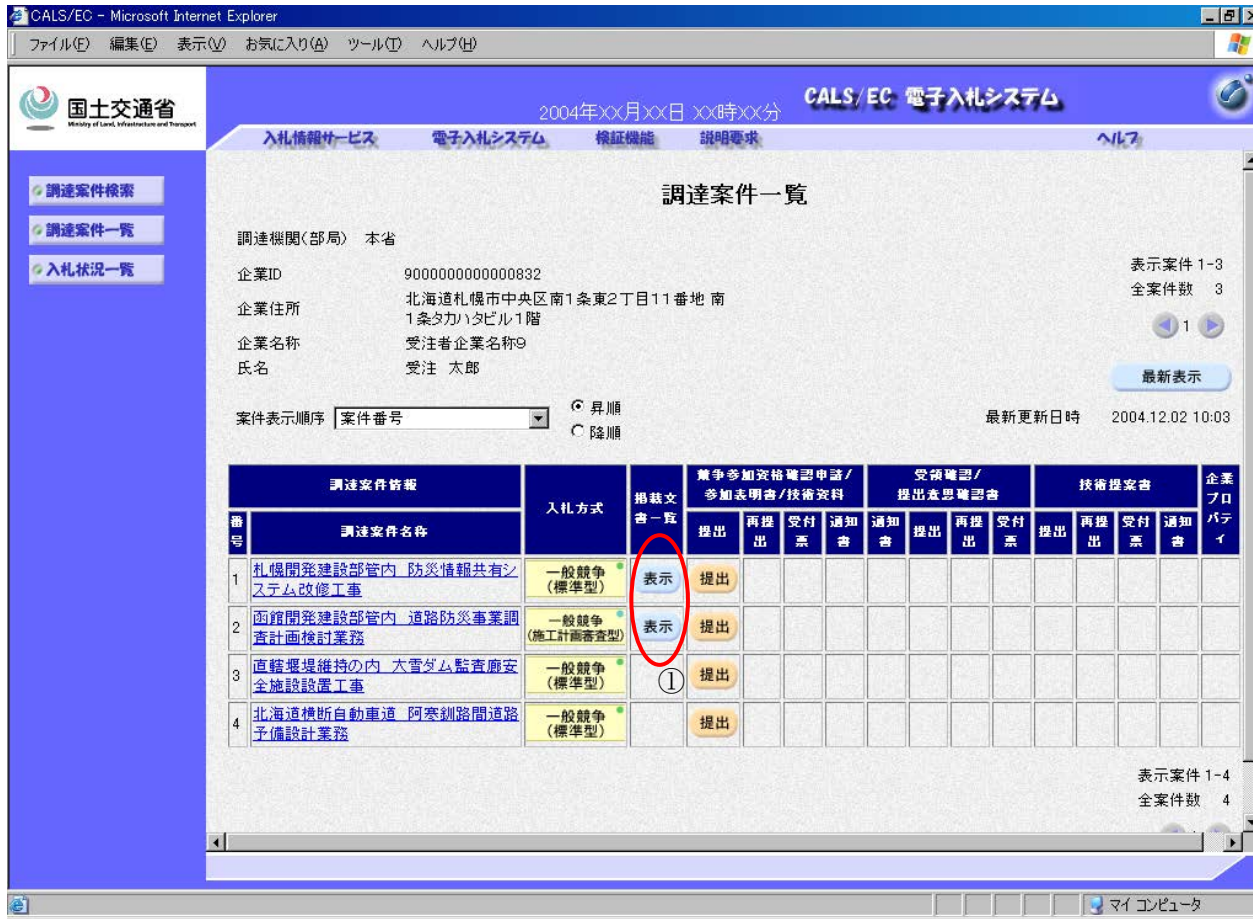 CALS/EC - Microsoft Internet Explorer
ファイル(F) 編集(E) 表示(V) お気に入り(A) ツール(T) ヘルプ(H)
国土交通省
Ministry of Land, Infrastructure and Transport
2004年XX月XX日 XX時XX分
CALS/EC 電子入札システム
入札情報サービス 電子入札システム 検証機能 説明要求 ヘルプ
調達案件検索
調達案件一覧
入札状況一覧
調達案件一覧
調達機関(部局) 本省
企業ID 9000000000000832
企業住所 北海道札幌市中央区南1条東2丁目11番地 南
1条タカハタビル1階
企業名称 受注者企業名称9
氏名 受注 太郎
表示案件 1-3
全案件数 3
1
最新表示
案件表示順序 案件番号
昇順
降順
最新更新日時 2004.12.02 10:03
調達案件情報
番号
調達案件名称
入札方式
掲載文
書一覧
競争参加資格確認申請/
参加表明書/技術資料
提出 再提出 受付票 通知書
受領確認/
提出意思確認書
通知書 提出 再提出 受付票
技術提案書
提出 再提出 受付票 通知書
企業
プロ
パテ
ィ
1 札幌開発建設部管内 防災情報共有シ
ステム改修工事
一般競争
(標準型)
表示 提出
2 函館開発建設部管内 道路防災事業調
査計画検討業務
一般競争
(施工計画審査型)
表示 提出
3 直轄堰堤維持の内 大雪ダム監査廊安
全施設設置工事
一般競争
(標準型)
① 提出
4 北海道横断自動車道 阿寒釧路間道路
予備設計業務
一般競争
(標準型)
提出
表示案件 1-4
全案件数 4
マイ コンピュータ